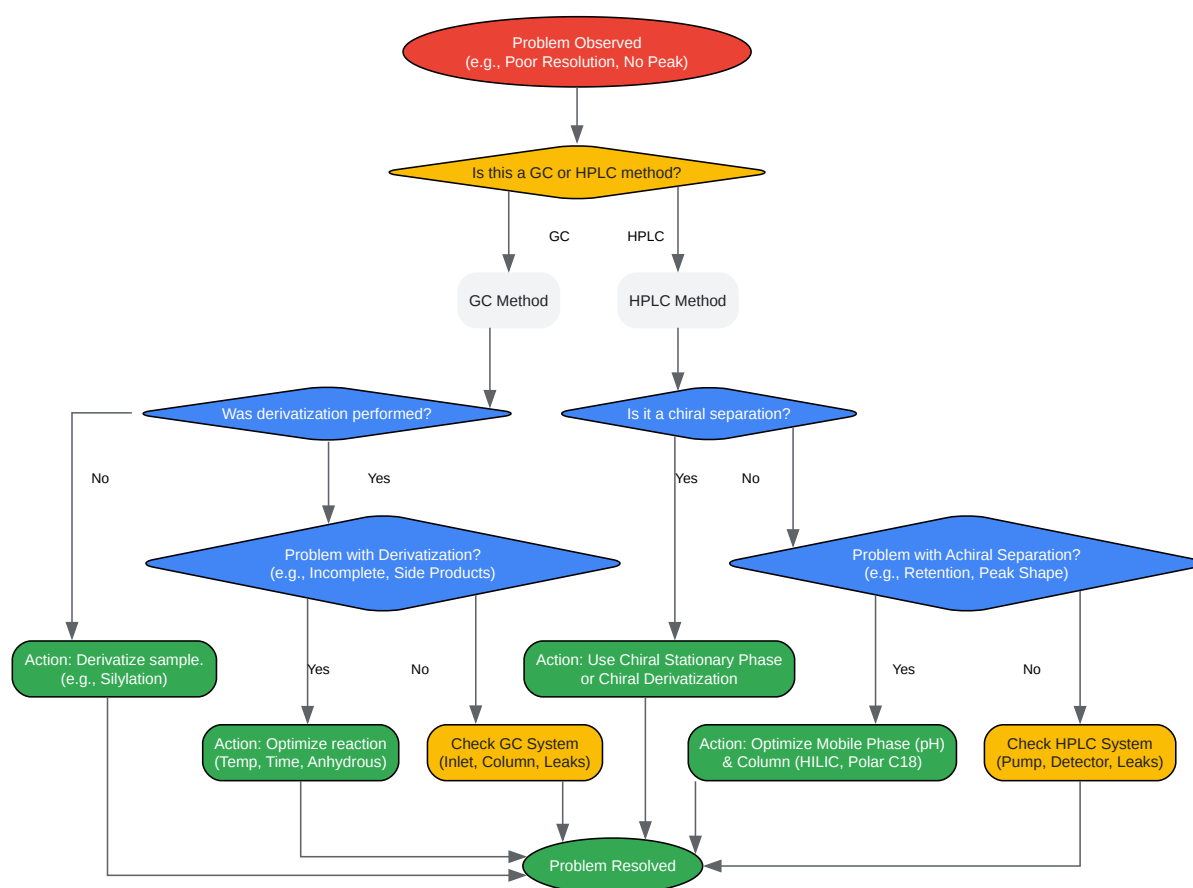 Problem Observed
(e.g., Poor Resolution, No Peak)
Is this a GC or HPLC method?
GC
HPLC
GC Method
HPLC Method
Was derivatization performed?
Is it a chiral separation?
No
Yes
Yes
No
Problem with Derivatization?
(e.g., Incomplete, Side Products)
Problem with Achiral Separation?
(e.g., Retention, Peak Shape)
Action: Derivatize sample.
(e.g., Silylation)
Yes
No
Action: Use Chiral Stationary Phase
or Chiral Derivatization
Yes
No
Action: Optimize reaction
(Temp, Time, Anhydrous)
Check GC System
(Inlet, Column, Leaks)
Action: Optimize Mobile Phase (pH)
& Column (HILIC, Polar C18)
Check HPLC System
(Pump, Detector, Leaks)
Problem Resolved